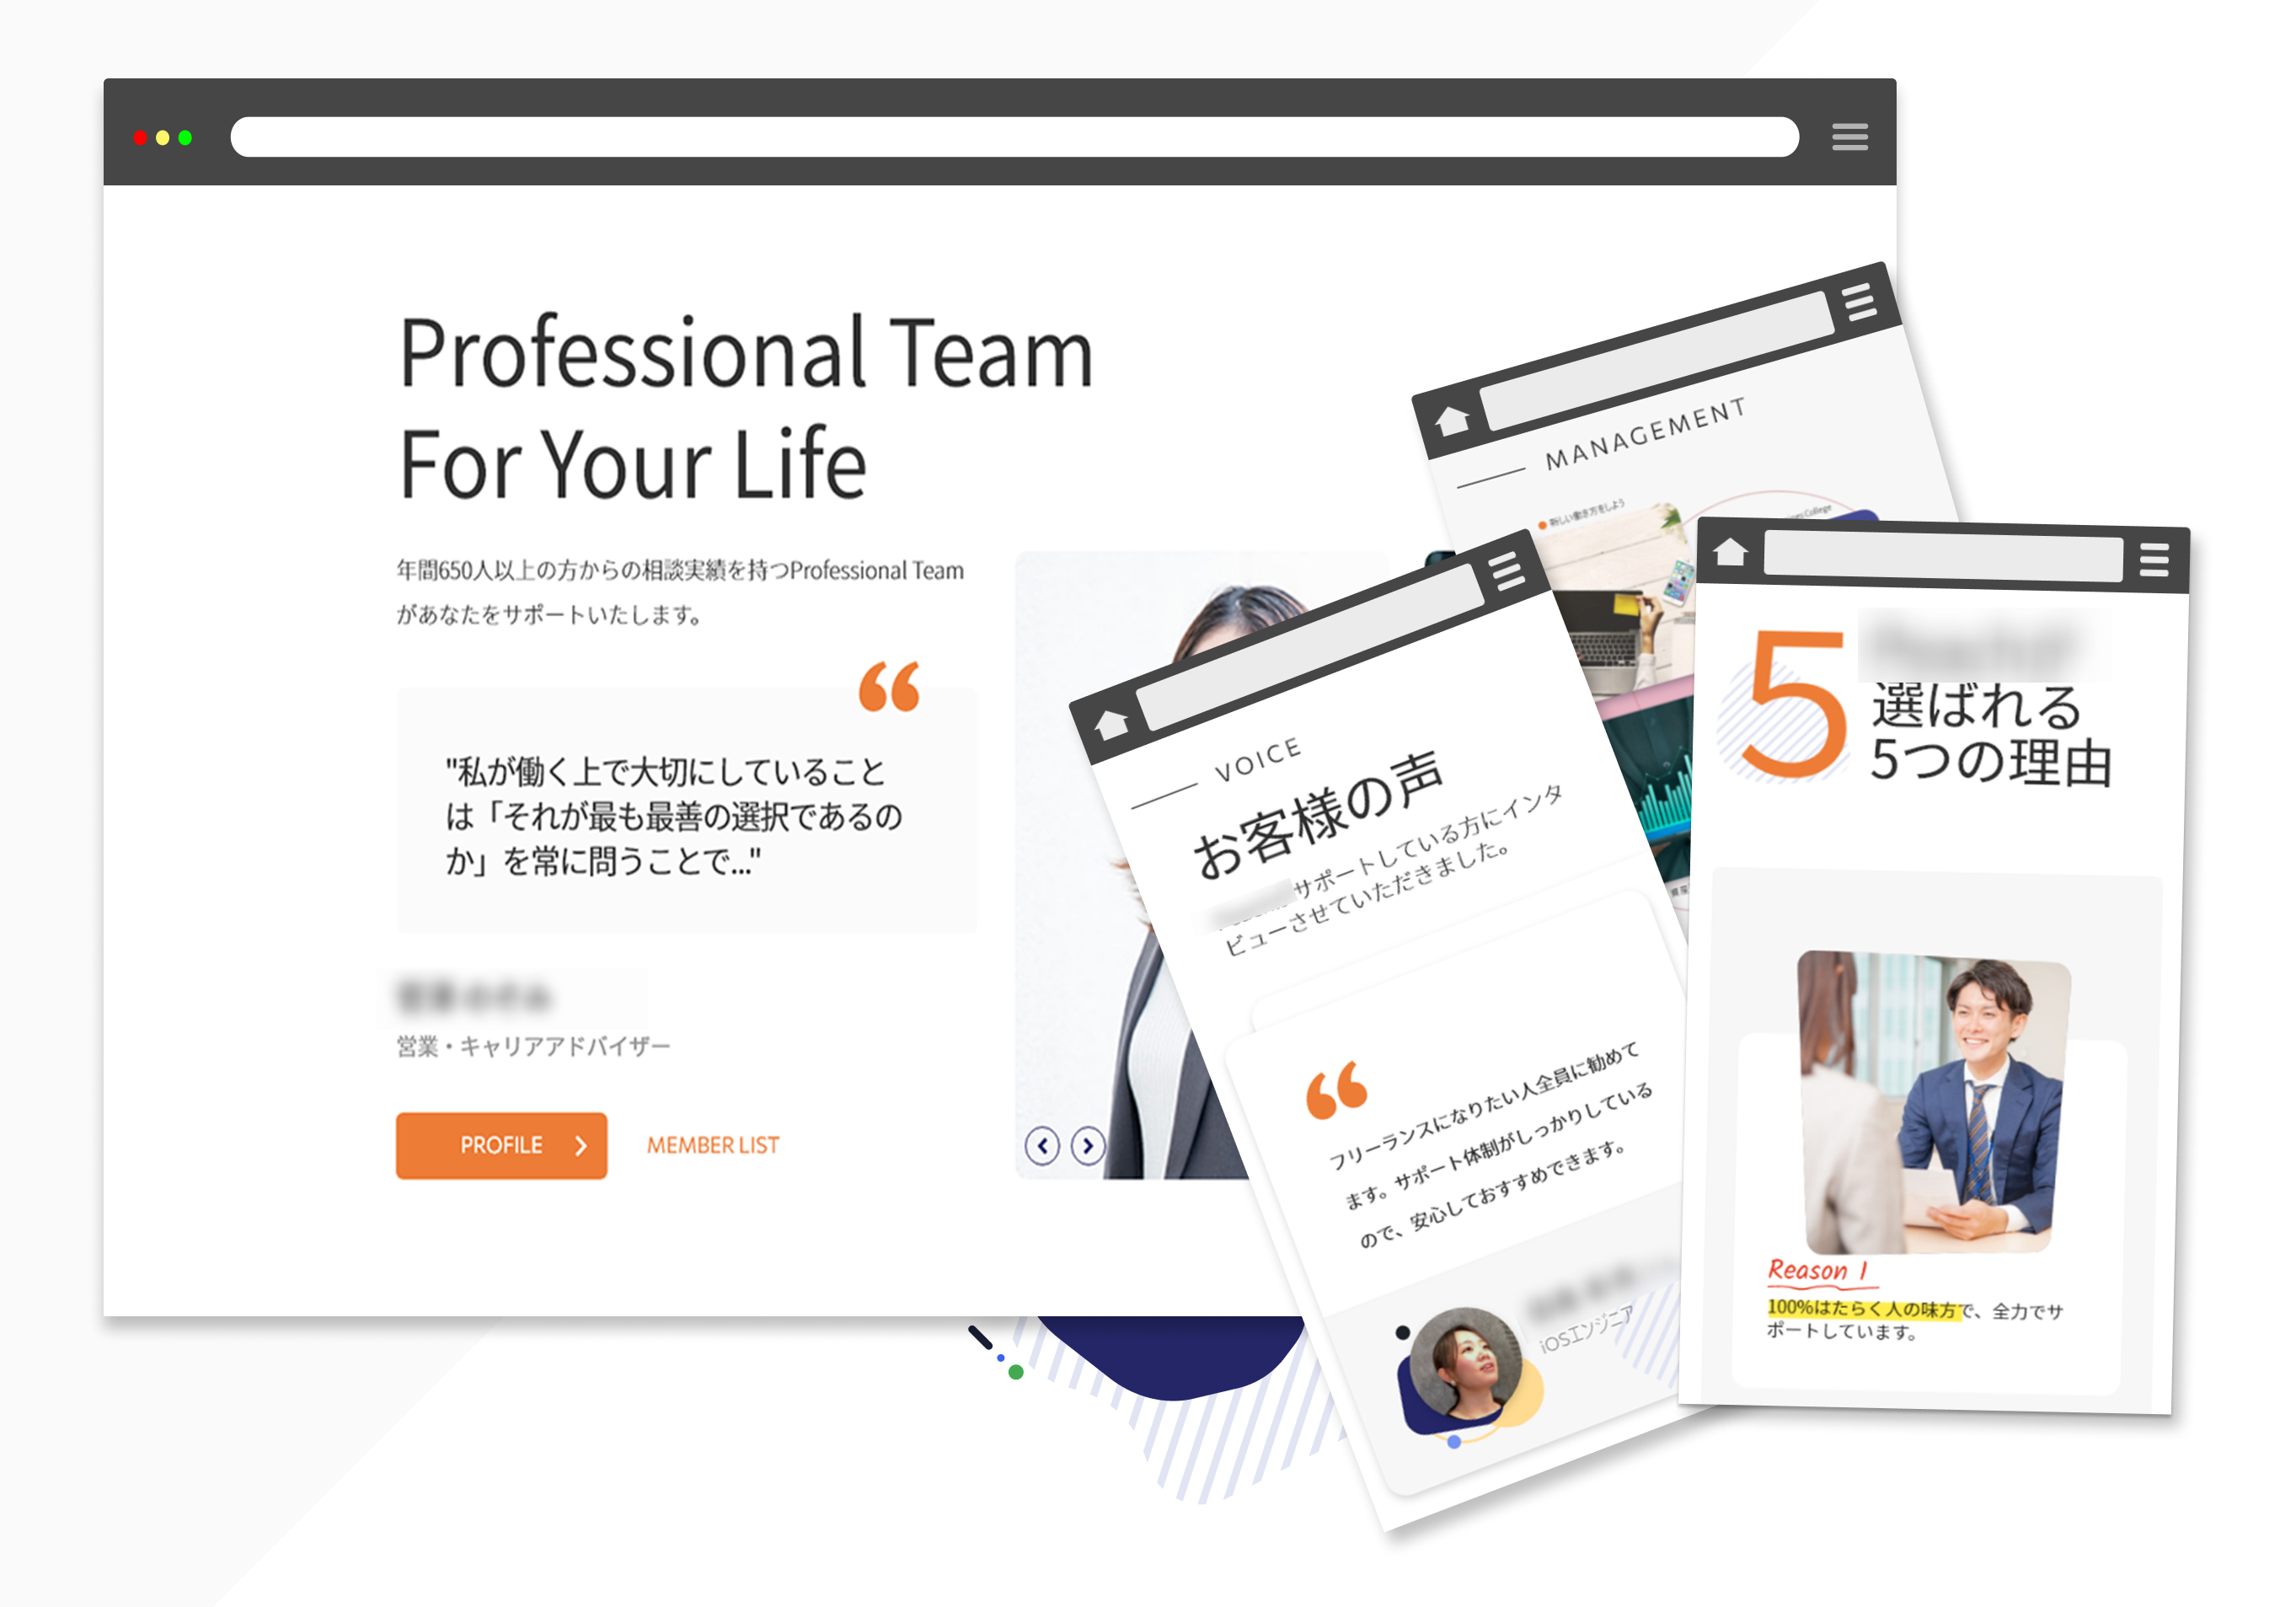 Professional Team
For Your Life
年間650人以上の方からの相談実績を持つProfessional Team
があなたをサポートいたします。
"私が働く上で大切にしていること
は「それが最も最善の選択であるの
か」を常に問うことで..."
営業・キャリアアドバイザー
PROFILE
MEMBER LIST
MANAGEMENT
新しい働き方をしよう
College
VOICE
お客様の声
サポートしている方にインタ
ビューさせていただきました。
フリーランスになりたい人全員に勧めて
ます。サポート体制がしっかりしている
ので、安心しておすすめできます。
iOSエンジニア
5
選ばれる
5つの理由
Reason 1
100%はたらく人の味方で、全力でサ
ポートしています。